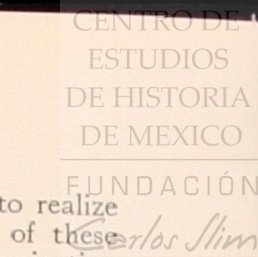 CENTRO DE
ESTUDIOS
DE HISTORIA
DE MEXICO
FUNDACIÓN
Carlos Slim
to realize
of these